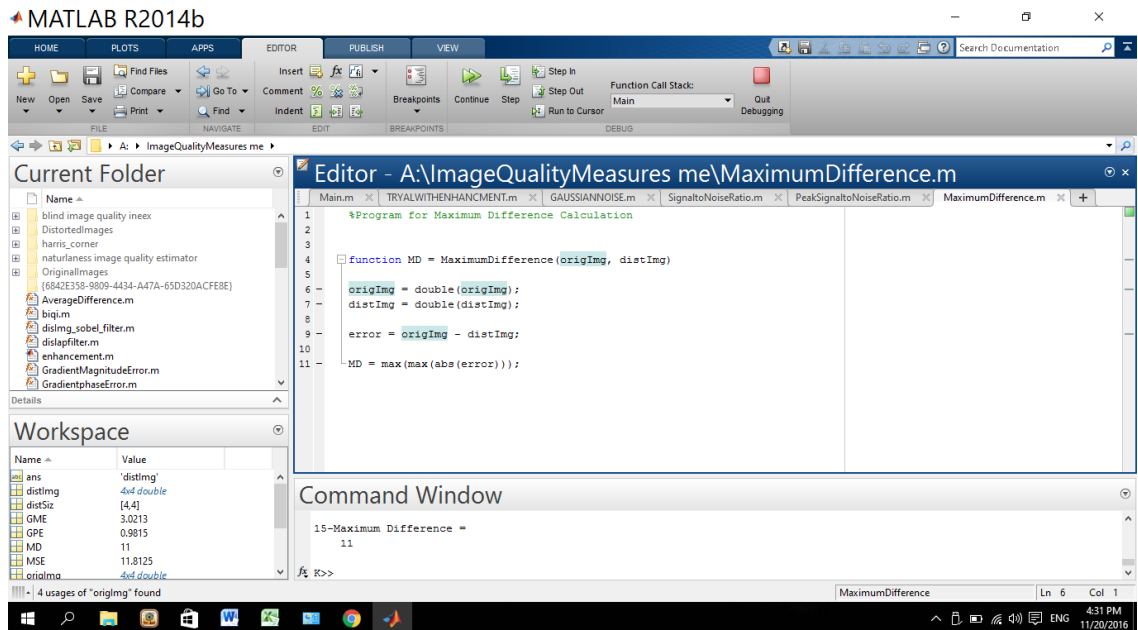 MATLAB R2014b
HOME PLOTS APPS EDITOR PUBLISH VIEW Search Documentation
New Open Save Find Files Compare Print Go To Find Insert fx Comment Indent Breakpoints Continue Step Step In Step Out Run to Cursor Function Call Stack: Main Quit Debugging
FILE NAVIGATE EDIT BREAKPOINTS DEBUG
A: ImageQualityMeasures me
Current Folder
Name
blind image quality ineex
DistortedImages
harris_corner
naturlaness image quality estimator
OriginalImages
{6842E358-9809-4434-A47A-65D320ACFE8E}
AverageDifference.m
biqi.m
disImg_sobel_filter.m
dislapfilter.m
enhancement.m
GradientMagnitudeError.m
GradientphaseError.m
Details
Workspace
Name Value
abc ans 'distImg'
distImg 4x4 double
distSiz [4,4]
GME 3.0213
GPE 0.9815
MD 11
MSE 11.8125
origImg 4x4 double
Editor - A:\ImageQualityMeasures me\MaximumDifference.m
Main.m TRYALWITHENHANCMENT.m GAUSSIANNOISE.m SignaltoNoiseRatio.m PeakSignaltoNoiseRatio.m MaximumDifference.m +
1 %Program for Maximum Difference Calculation
2
3
4 function MD = MaximumDifference(origImg, distImg)
5
6 - origImg = double(origImg);
7 - distImg = double(distImg);
8
9 - error = origImg - distImg;
10
11 - MD = max(max(abs(error)));
Command Window
15-Maximum Difference =
11
fx K>>
4 usages of "origImg" found MaximumDifference Ln 6 Col 1
ENG 4:31 PM
11/20/2016